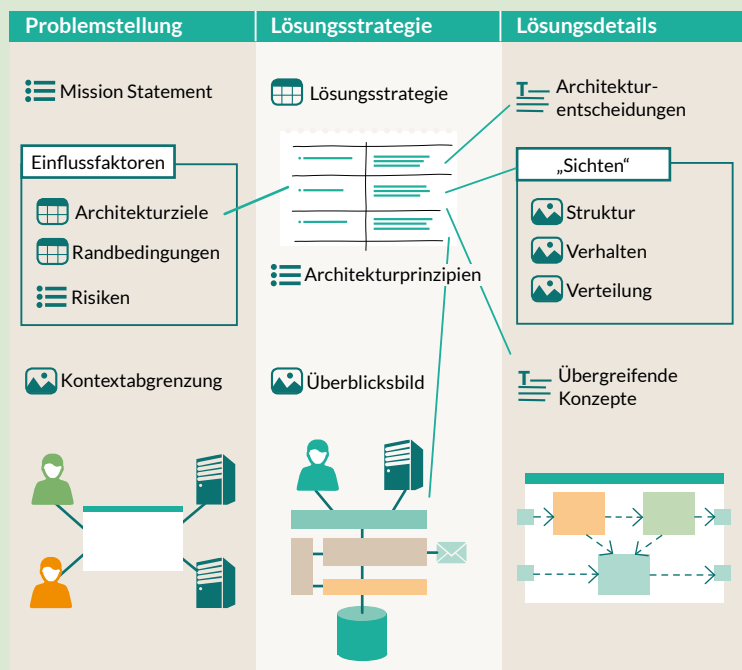 Problemstellung
Mission Statement
Einflussfaktoren
Architekturziele
Randbedingungen
Risiken
Kontextabgrenzung
Lösungsstrategie
Lösungsstrategie
Architekturprinzipien
Überblicksbild
Lösungsdetails
Architektur-
entscheidungen
„Sichten“
Struktur
Verhalten
Verteilung
Übergreifende
Konzepte